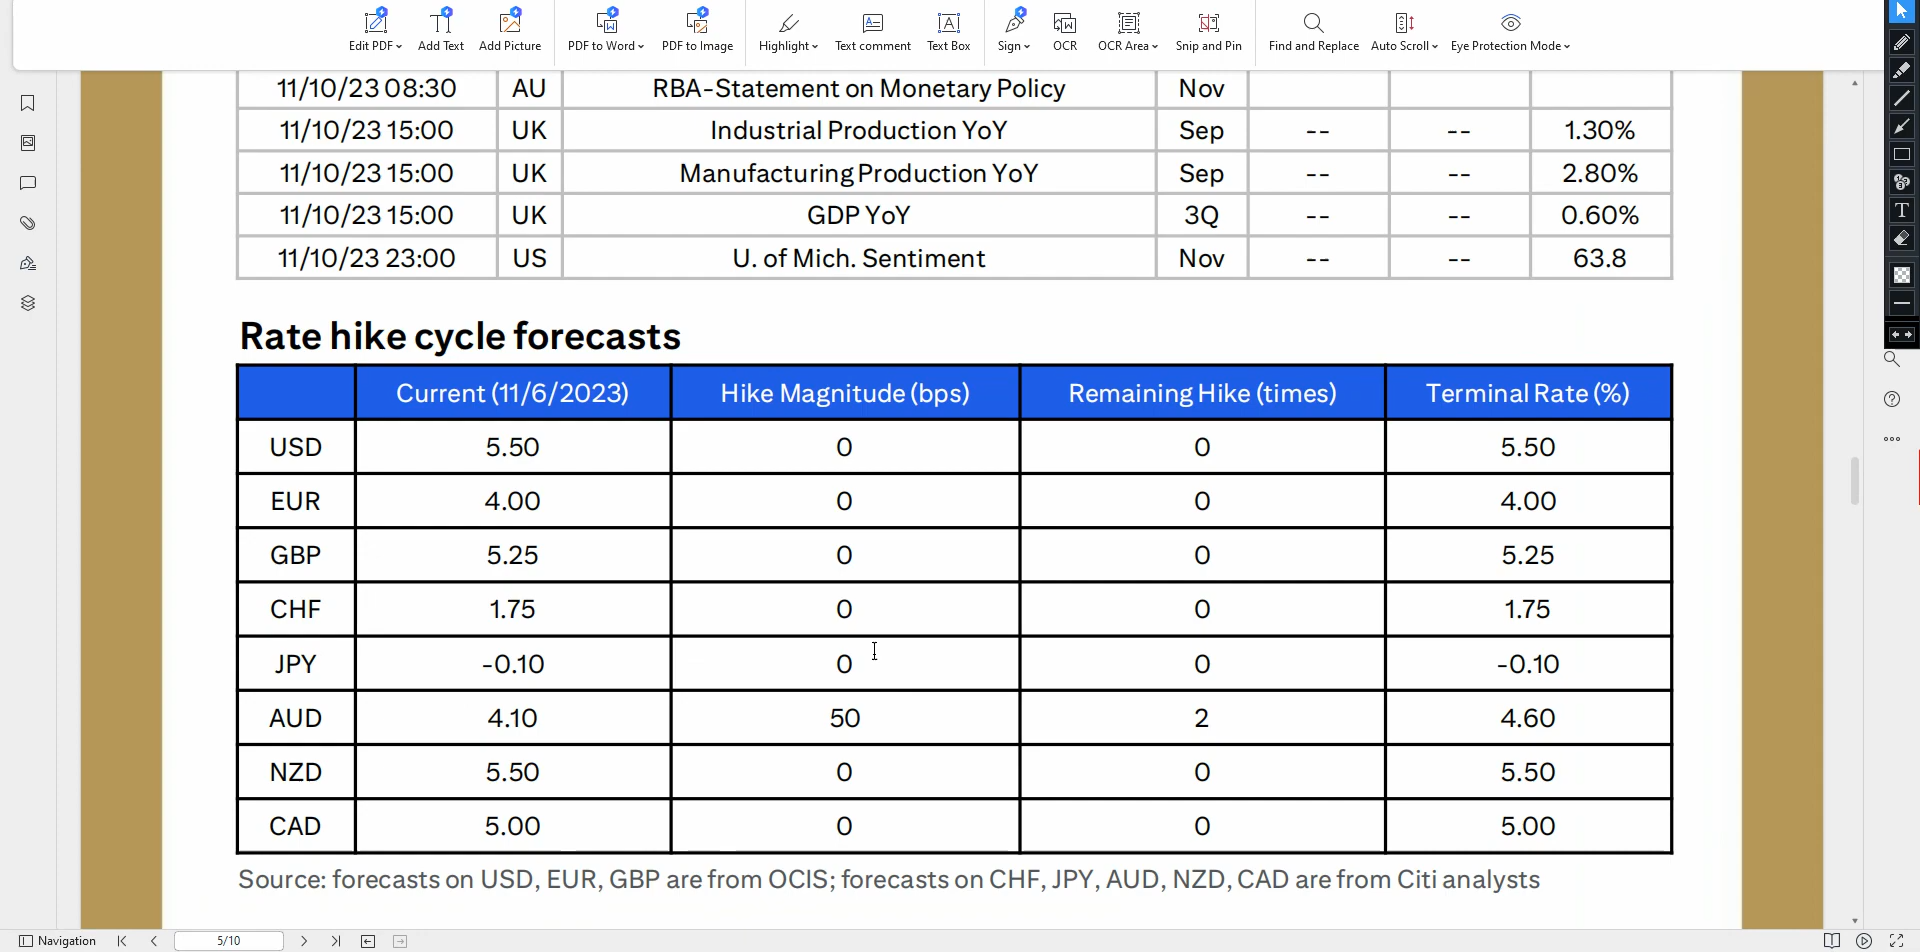 Edit PDF Add Text Add Picture PDF to Word PDF to Image Highlight Text comment Text Box Sign OCR OCR Area Snip and Pin Find and Replace Auto Scroll Eye Protection Mode
11/10/23 08:30 AU RBA-Statement on Monetary Policy Nov
11/10/23 15:00 UK Industrial Production YoY Sep -- -- 1.30%
11/10/23 15:00 UK Manufacturing Production YoY Sep -- -- 2.80%
11/10/23 15:00 UK GDP YoY 3Q -- -- 0.60%
11/10/23 23:00 US U. of Mich. Sentiment Nov -- -- 63.8
Rate hike cycle forecasts
Current (11/6/2023) Hike Magnitude (bps) Remaining Hike (times) Terminal Rate (%)
USD 5.50 0 0 5.50
EUR 4.00 0 0 4.00
GBP 5.25 0 0 5.25
CHF 1.75 0 0 1.75
JPY -0.10 0 0 -0.10
AUD 4.10 50 2 4.60
NZD 5.50 0 0 5.50
CAD 5.00 0 0 5.00
Source: forecasts on USD, EUR, GBP are from OCIS; forecasts on CHF, JPY, AUD, NZD, CAD are from Citi analysts
Navigation 5/10